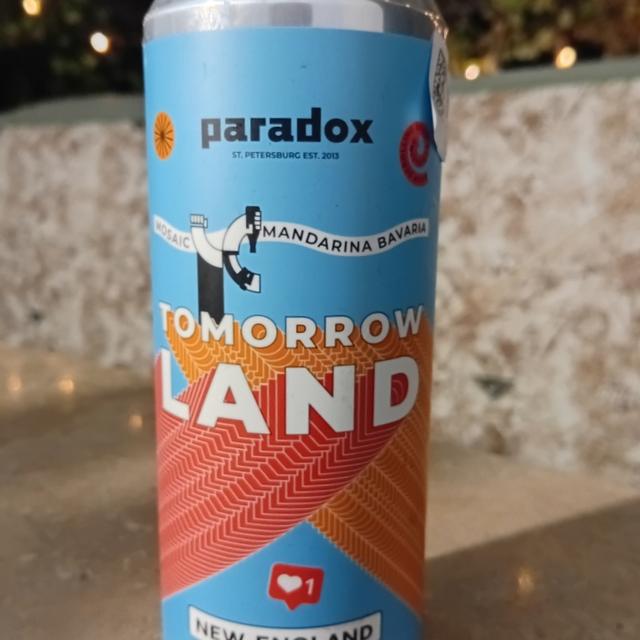 paradox
ST. PETERSBURG EST. 2013
MOSAIC MANDARINA BAVARIA
TOMORROW
LAND
1
NEW ENGLAND